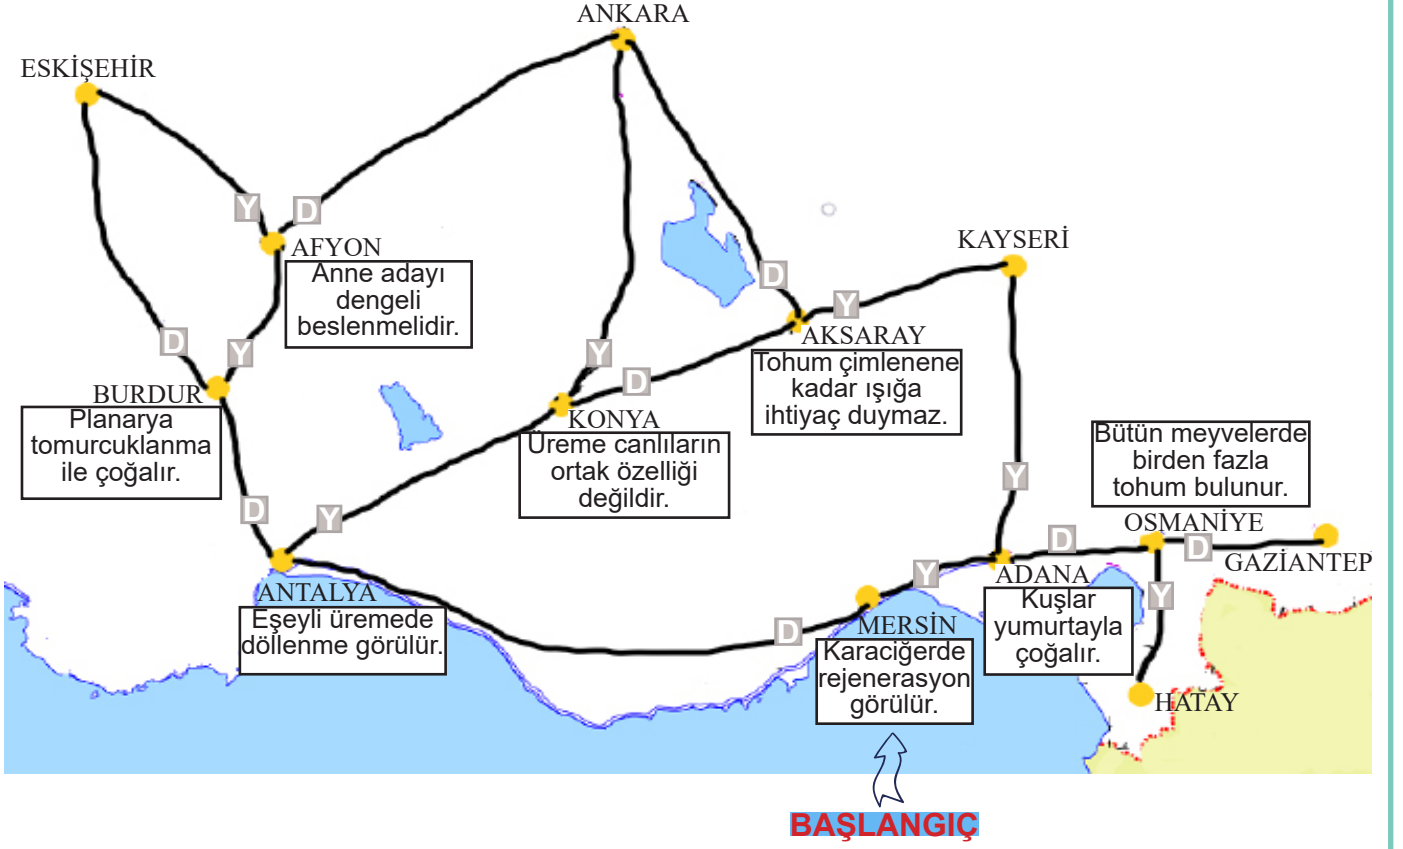 ANKARA
ESKİŞEHİR
Y
D
AFYON
Anne adayı
dengeli
beslenmelidir.
KAYSERİ
D
Y
AKSARAY
Tohum çimlenene
kadar ışığa
ihtiyaç duymaz.
D
Y
BURDUR
Planarya
tomurcuklanma
ile çoğalır.
Y
D
KONYA
Üreme canlıların
ortak özelliği
değildir.
Bütün meyvelerde
birden fazla
tohum bulunur.
Y
D
Y
OSMANİYE
D
D
GAZİANTEP
ANTALYA
Eşeyli üremede
döllenme görülür.
Y
ADANA
Kuşlar
yumurtayla
çoğalır.
Y
D
MERSİN
Karaciğerde
rejenerasyon
görülür.
HATAY
BAŞLANGIÇ